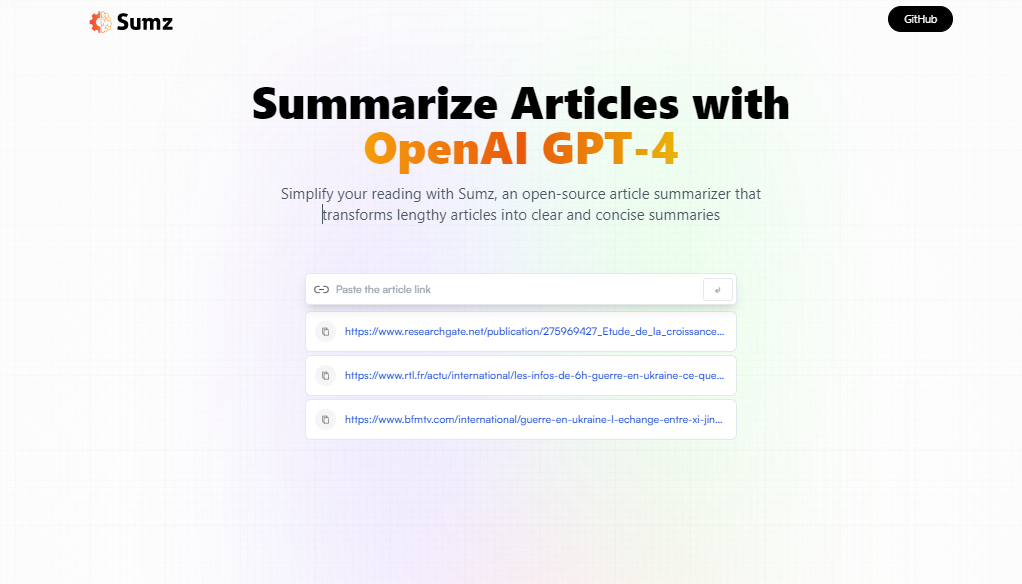 Sumz
GitHub
Summarize Articles with
OpenAI GPT-4
Simplify your reading with Sumz, an open-source article summarizer that
transforms lengthy articles into clear and concise summaries
Paste the article link
https://www.researchgate.net/publication/275969427_Etude_de_la_croissance...
https://www.rtl.fr/actu/international/les-infos-de-6h-guerre-en-ukraine-ce-que...
https://www.bfmtv.com/international/guerre-en-ukraine-l-echange-entre-xi-jin...